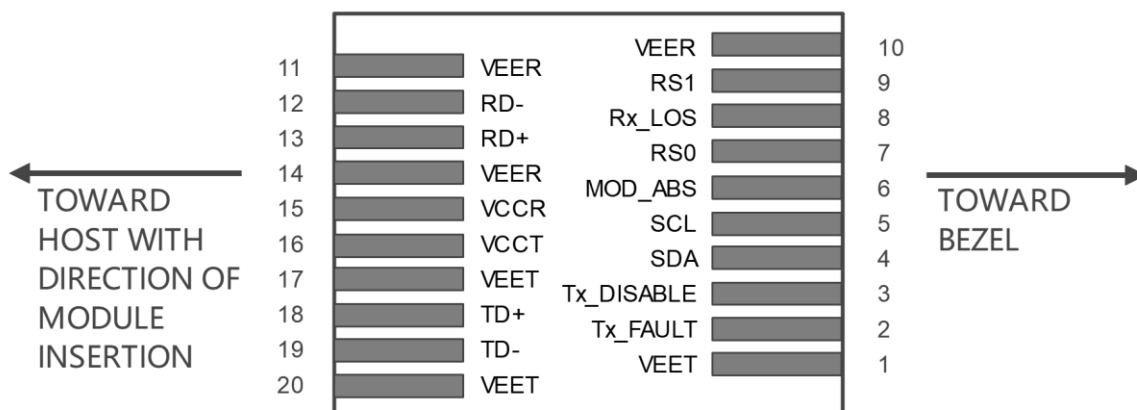 VEER 10
11 VEER
RS1 9
12 RD-
Rx_LOS 8
13 RD+
RS0 7
14 VEER
MOD_ABS 6
15 VCCR
SCL 5
16 VCCT
SDA 4
17 VEET
Tx_DISABLE 3
18 TD+
Tx_FAULT 2
19 TD-
VEET 1
20 VEET
TOWARD
HOST WITH
DIRECTION OF
MODULE
INSERTION
TOWARD
BEZEL